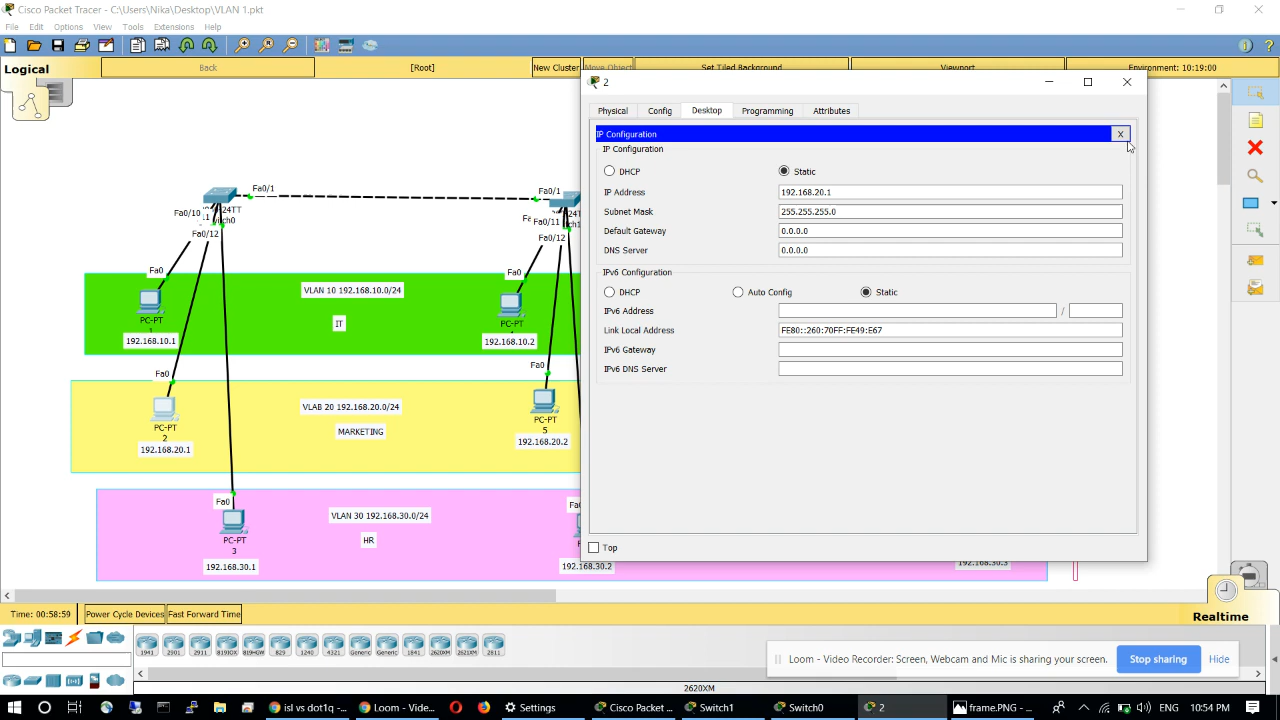 Cisco Packet Tracer - C:\Users\Nika\Desktop\VLAN 1.pkt
File Edit Options View Tools Extensions Help
Logical
Back
[Root]
New Cluster
Move Object
Set Tiled Background
Viewport
Environment: 10:19:00
2
Physical Config Desktop Programming Attributes
IP Configuration X
IP Configuration
DHCP Static
IP Address 192.168.20.1
Subnet Mask 255.255.255.0
Default Gateway 0.0.0.0
DNS Server 0.0.0.0
IPv6 Configuration
DHCP Auto Config Static
IPv6 Address /
Link Local Address FE80::260:70FF:FE49:E67
IPv6 Gateway
IPv6 DNS Server
Top
Fa0/1
Fa0/1
Fa0/10
Fa0/12
Fa0/11
Fa0/12
Fa0
Fa0
VLAN 10 192.168.10.0/24
IT
PC-PT
1
192.168.10.1
PC-PT
192.168.10.2
Fa0
Fa0
VLAB 20 192.168.20.0/24
MARKETING
PC-PT
2
192.168.20.1
PC-PT
5
192.168.20.2
Fa0
VLAN 30 192.168.30.0/24
HR
PC-PT
3
192.168.30.1
192.168.30.2
192.168.30.3
Time: 00:58:59 Power Cycle Devices Fast Forward Time
Realtime
1941 2901 2911 819IOX 819HGW 829 1240 4321 Generic Generic 1841 2620XM 2621XM 2811
2620XM
Loom - Video Recorder: Screen, Webcam and Mic is sharing your screen. Stop sharing Hide
isl vs dot1q - ... Loom - Vide... Settings Cisco Packet ... Switch1 Switch0 2 frame.PNG - ... ENG 10:54 PM